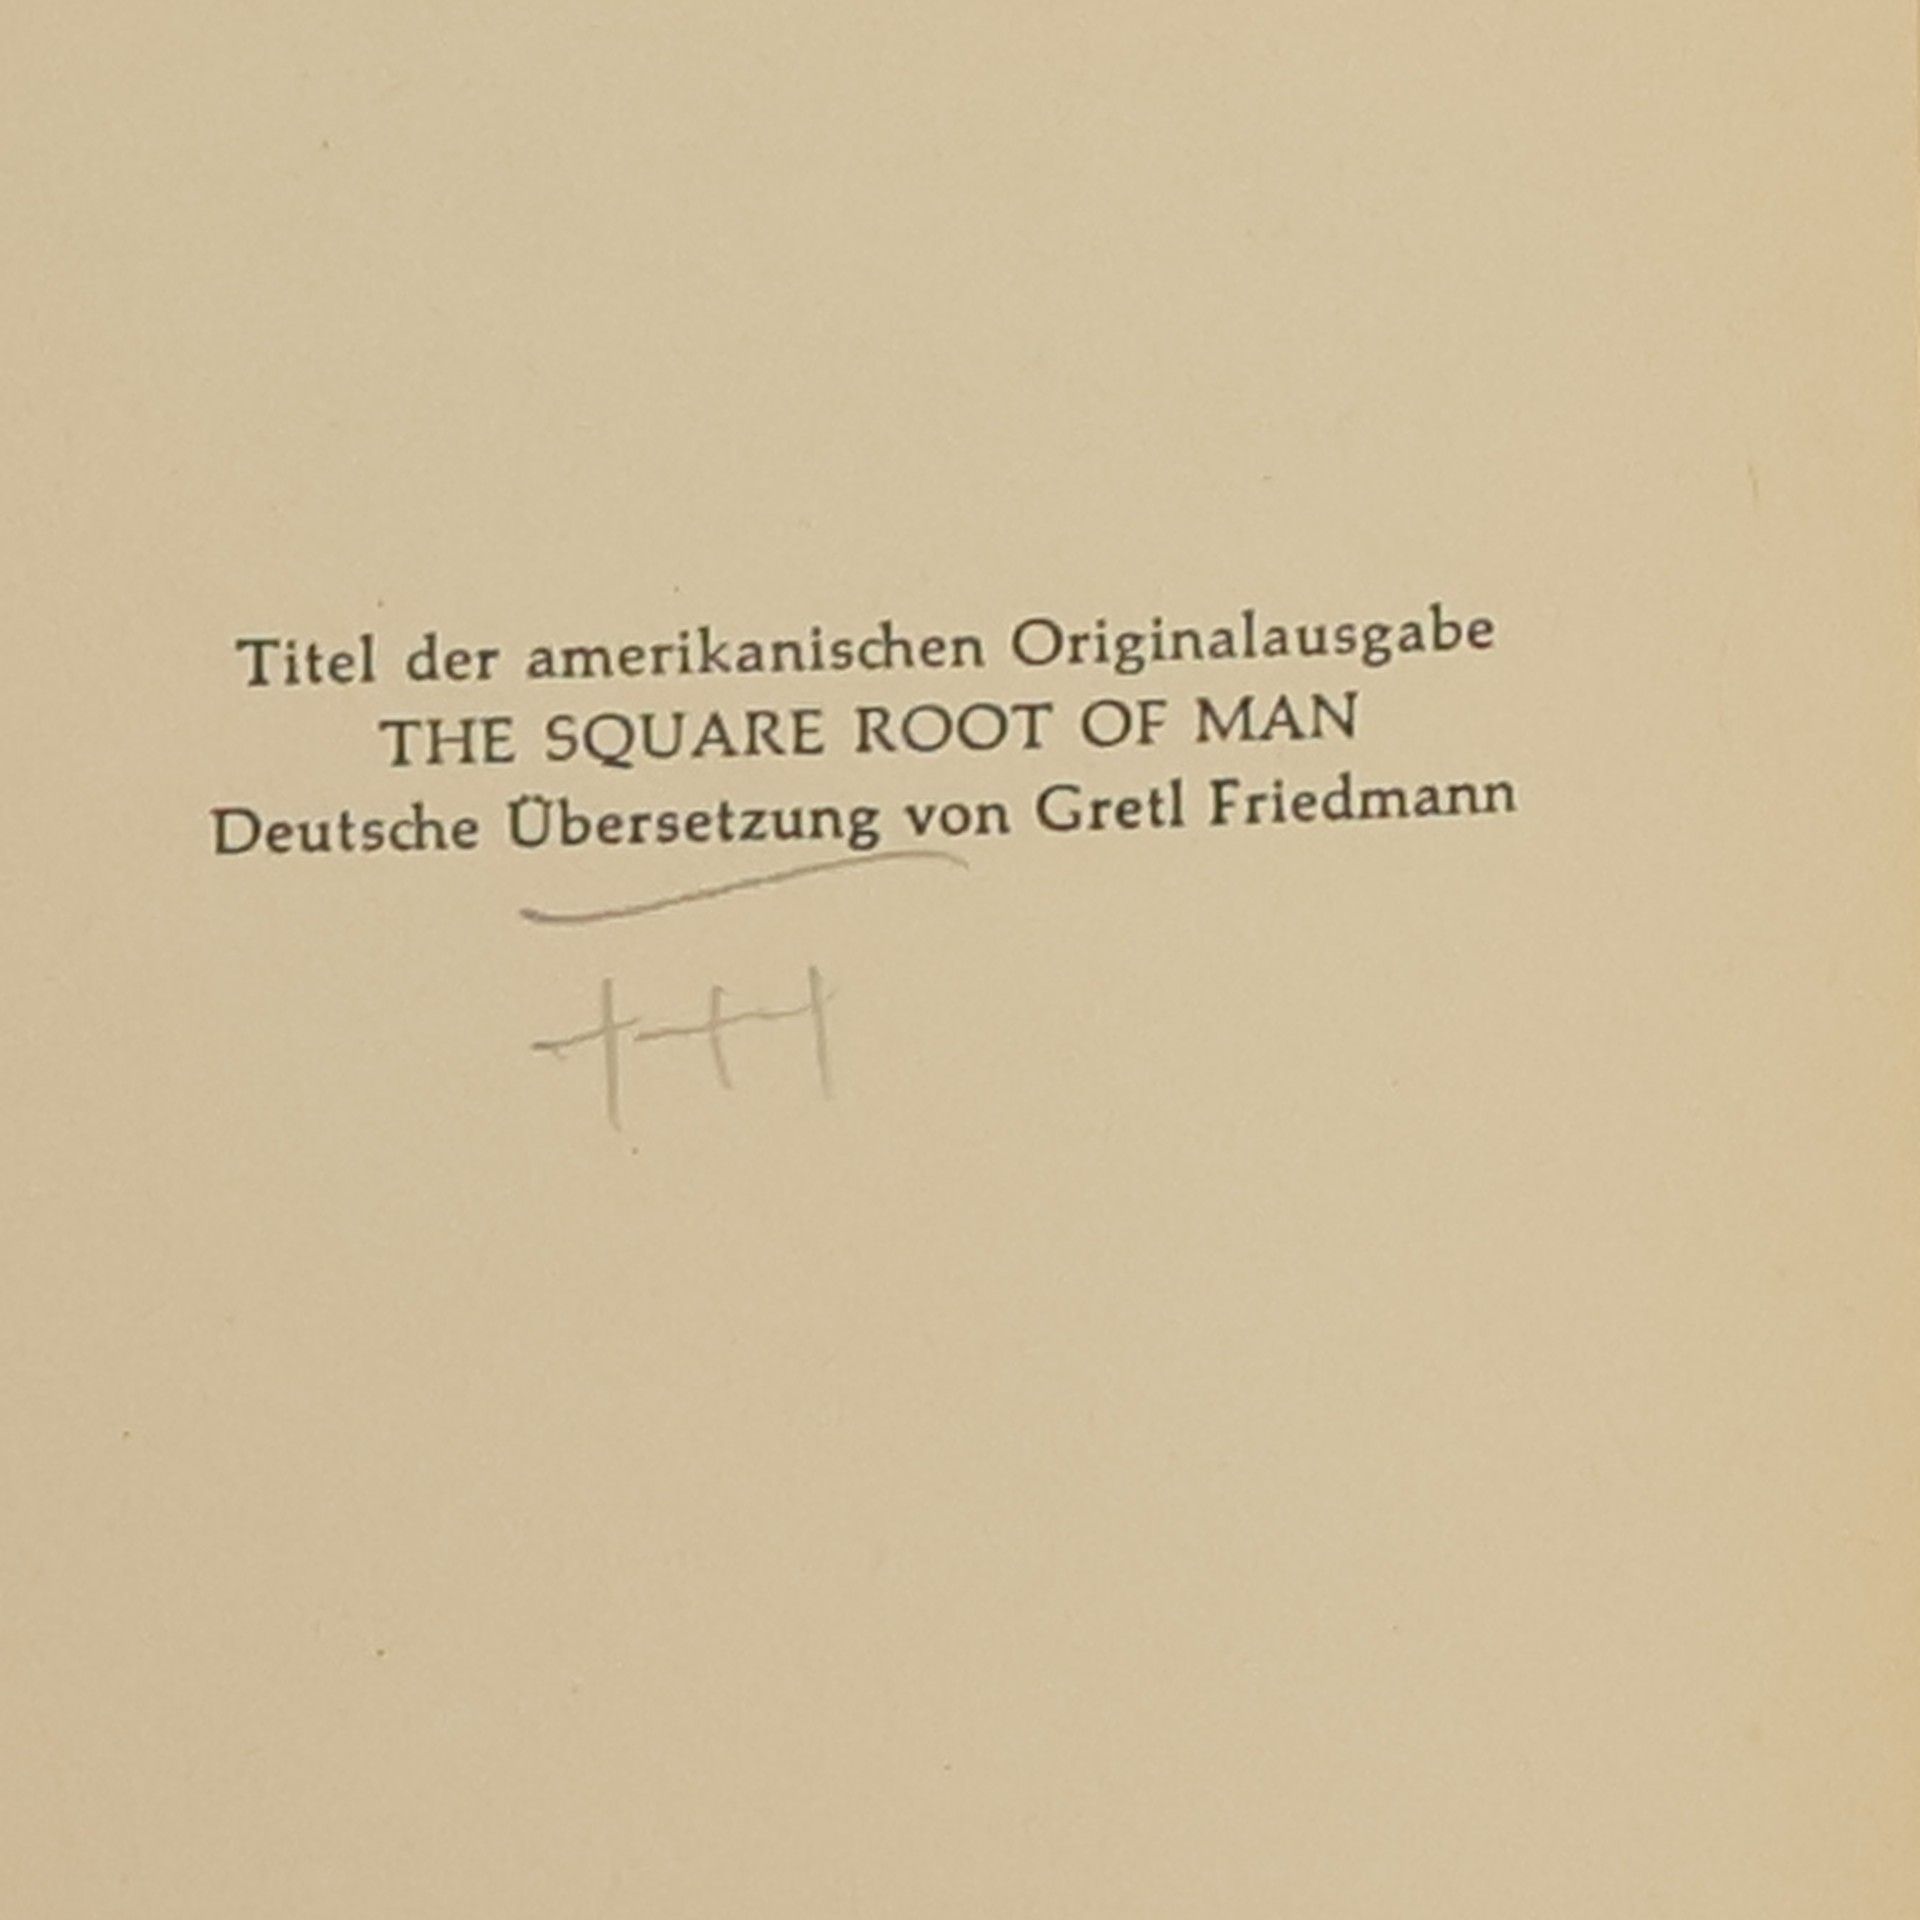 Titel der amerikanischen Originalausgabe
THE SQUARE ROOT OF MAN
Deutsche Übersetzung von Gretl Friedmann
+++